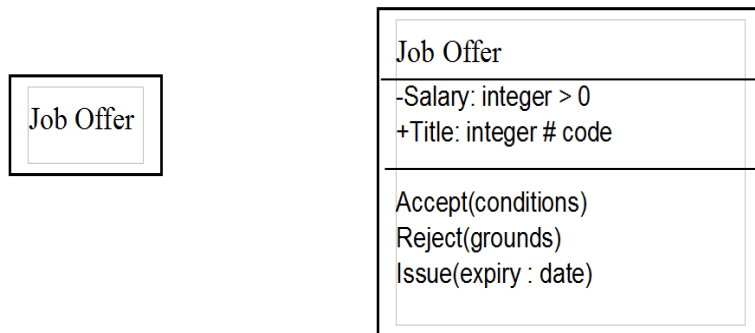 Job Offer
Job Offer
-Salary: integer > 0
+Title: integer # code
Accept(conditions)
Reject(grounds)
Issue(expiry : date)